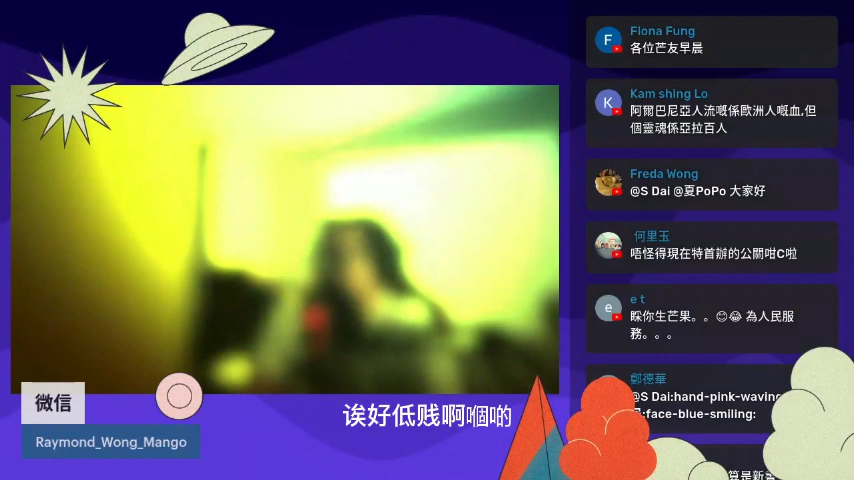 Fiona Fung
各位芒友早晨
Kam shing Lo
阿爾巴尼亞人流嘅係歐洲人嘅血,但
個靈魂係亞拉百人
Freda Wong
@S Dai @夏PoPo 大家好
何里玉
唔怪得現在特首辦的公關咁C啦
e t
睬你生芒果。。😊😂 為人民服
務。。。
鄭德華
@S Dai:hand-pink-waving
:face-blue-smiling:
算是新
诶好低贱啊嗰啲
微信
Raymond_Wong_Mango